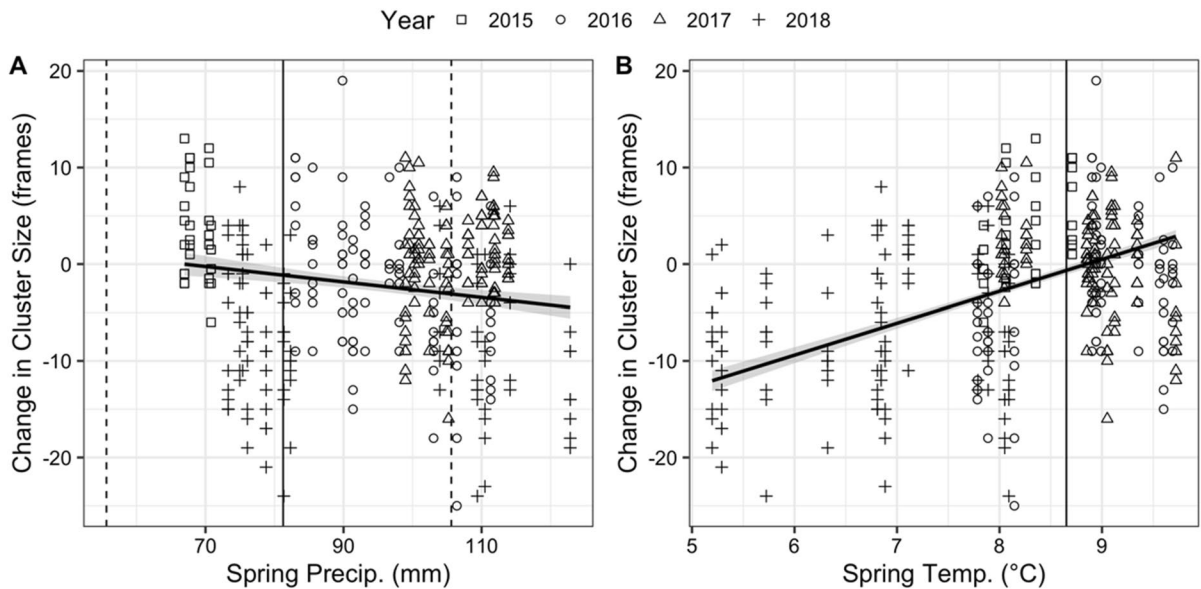 Year 2015 2016 2017 2018
A
B
20
10
0
-10
-20
Change in Cluster Size (frames)
70 90 110
Spring Precip. (mm)
20
10
0
-10
-20
Change in Cluster Size (frames)
5 6 7 8 9
Spring Temp. (°C)